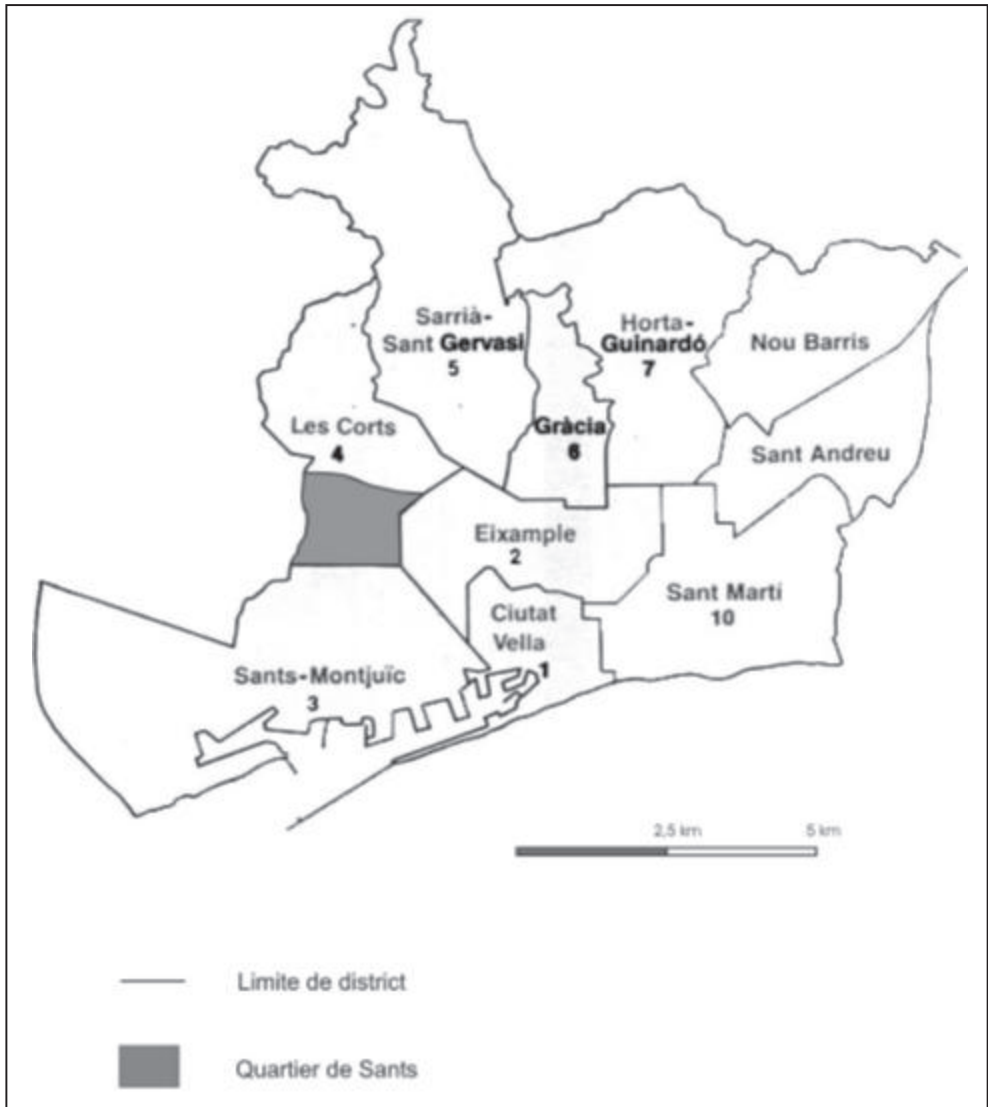 Sarrià-
Sant Gervasi
5
Horta-
Guinardó
7
Nou Barris
Les Corts
4
Gràcia
6
Sant Andreu
Eixample
2
Sant Martí
10
Ciutat
Vella
1
Sants-Montjuïc
3
2,5 km 5 km
Limite de district
Quartier de Sants